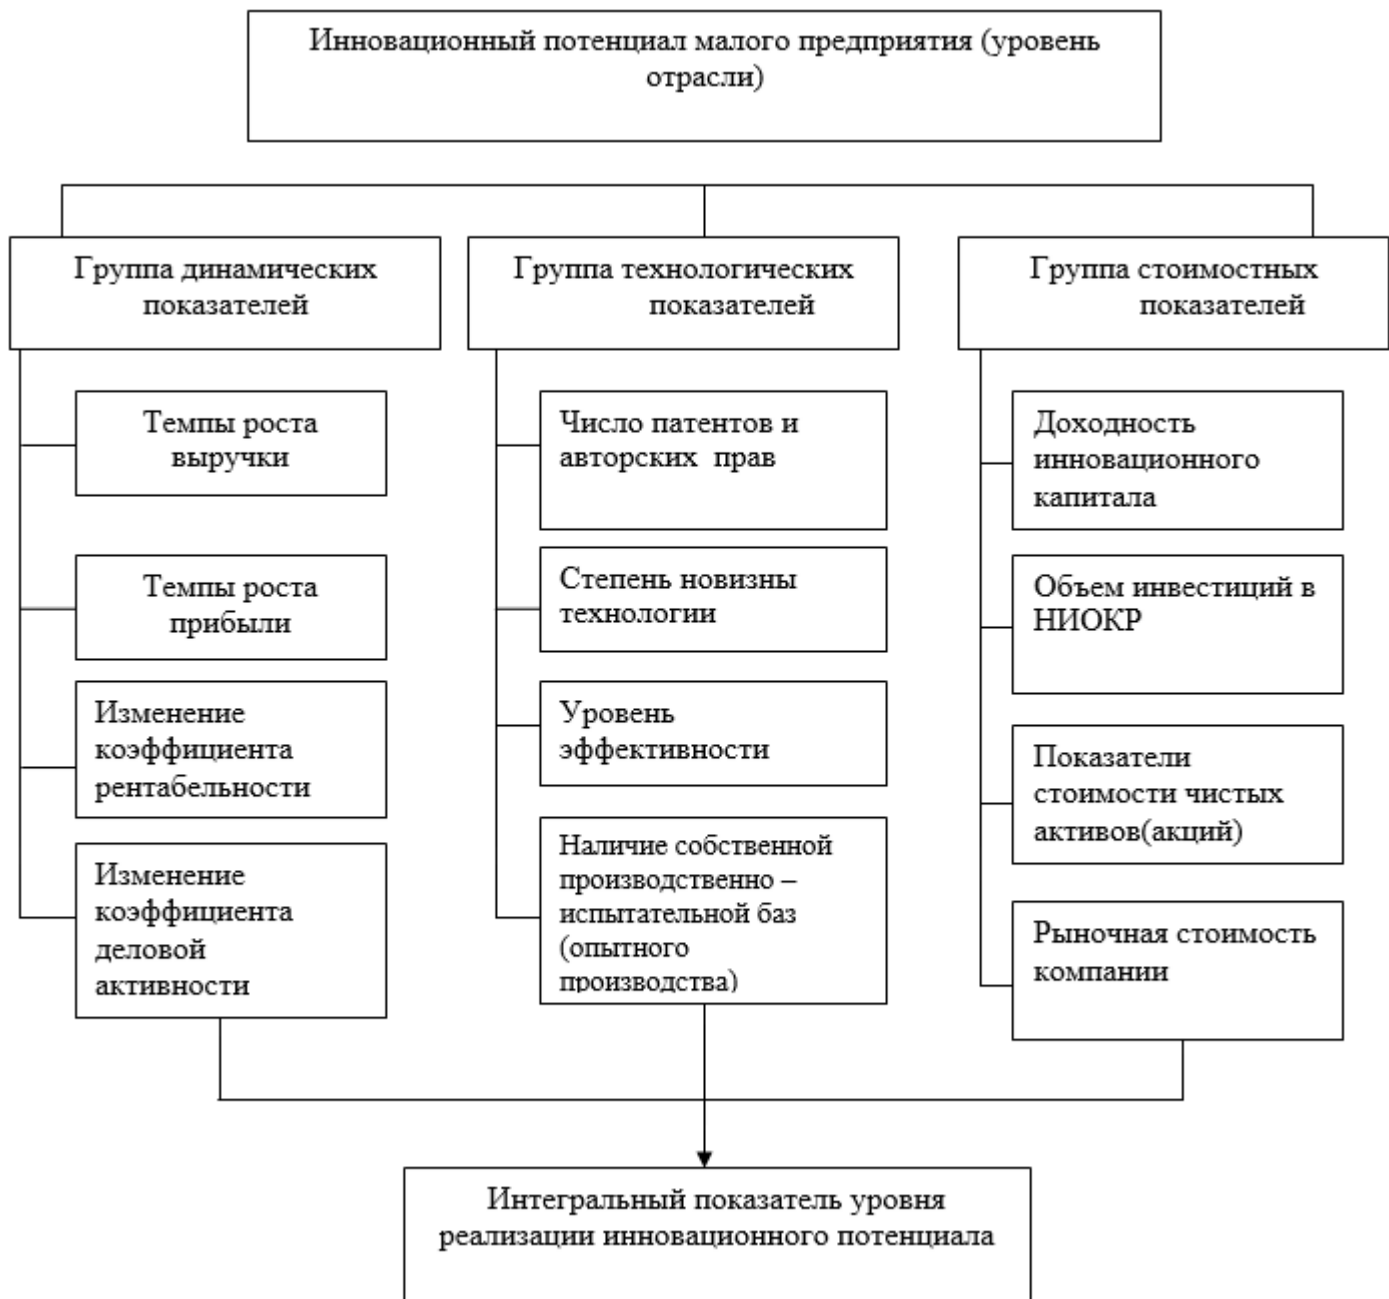 Инновационный потенциал малого предприятия (уровень
отрасли)
Группа динамических
показателей
Темпы роста
выручки
Темпы роста
прибыли
Изменение
коэффициента
рентабельности
Изменение
коэффициента
деловой
активности
Группа технологических
показателей
Число патентов и
авторских прав
Степень новизны
технологии
Уровень
эффективности
Наличие собственной
производственно –
испытательной баз
(опытного
производства)
Группа стоимостных
показателей
Доходность
инновационного
капитала
Объем инвестиций в
НИОКР
Показатели
стоимости чистых
активов(акций)
Рыночная стоимость
компании
Интегральный показатель уровня
реализации инновационного потенциала